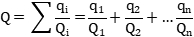 Q = ∑ qi/Qi = q1/Q1 + q2/Q2 + ... qn/Qn